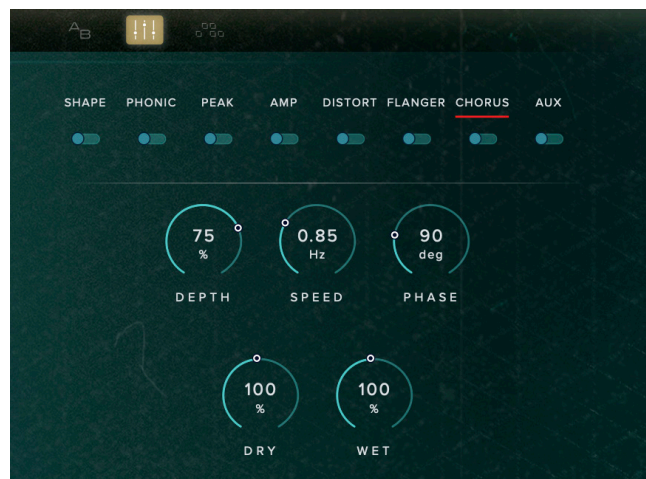 AB
SHAPE PHONIC PEAK AMP DISTORT FLANGER CHORUS AUX
75 0.85 90
% Hz deg
DEPTH SPEED PHASE
100 100
% %
DRY WET